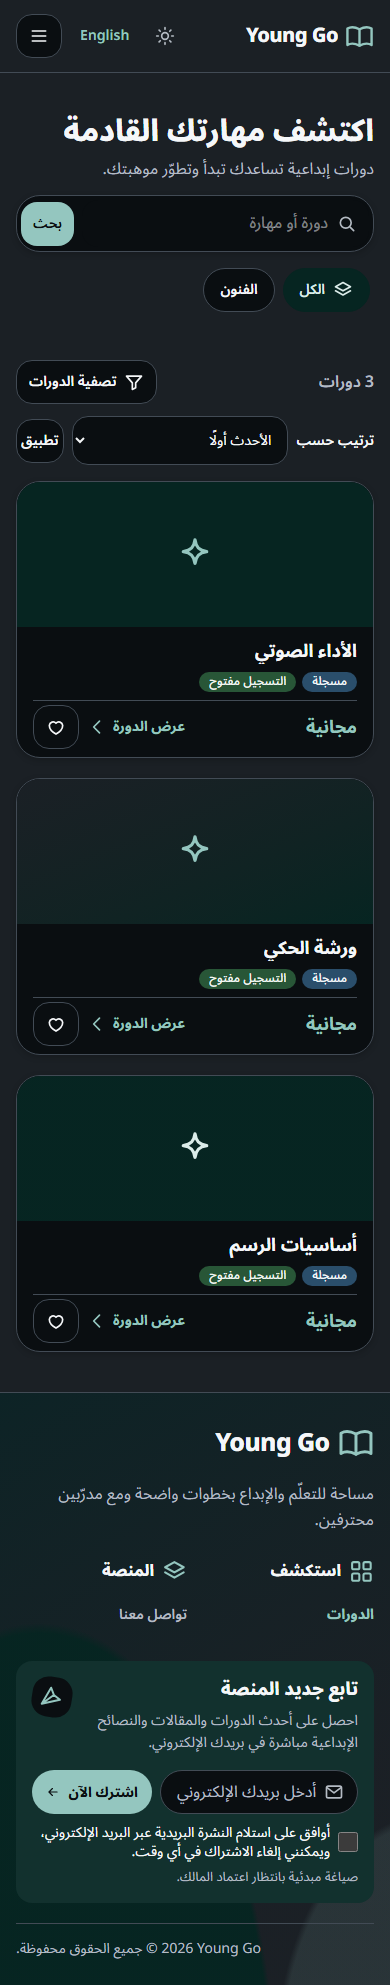 Young Go
English
اكتشف مهارتك القادمة
دورات إبداعية تساعدك تبدأ وتطوّر موهبتك.
دورة أو مهارة
بحث
الكل
الفنون
3 دورات
تصفية الدورات
ترتيب حسب
الأحدث أولًا
تطبيق
الأداء الصوتي
مسجلة
التسجيل مفتوح
مجانية
عرض الدورة
ورشة الحكي
مسجلة
التسجيل مفتوح
مجانية
عرض الدورة
أساسيات الرسم
مسجلة
التسجيل مفتوح
مجانية
عرض الدورة
Young Go
مساحة للتعلّم والإبداع بخطوات واضحة ومع مدرّبين
محترفين.
استكشف
المنصة
الدورات
تواصل معنا
تابع جديد المنصة
احصل على أحدث الدورات والمقالات والنصائح
الإبداعية مباشرة في بريدك الإلكتروني.
أدخل بريدك الإلكتروني
اشترك الآن
أوافق على استلام النشرة البريدية عبر البريد الإلكتروني،
ويمكنني إلغاء الاشتراك في أي وقت.
صياغة مبدئية بانتظار اعتماد المالك.
Young Go 2026 © جميع الحقوق محفوظة.